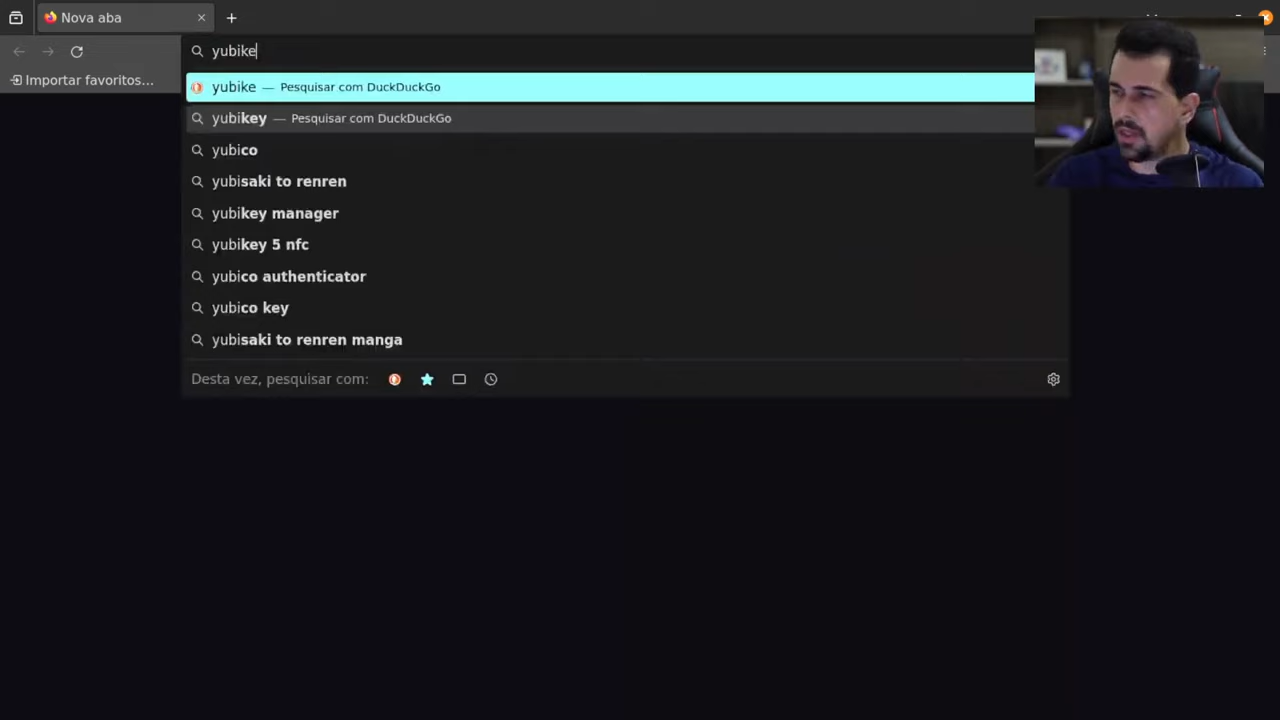 Nova aba
yubike
Importar favoritos...
yubike — Pesquisar com DuckDuckGo
yubikey — Pesquisar com DuckDuckGo
yubico
yubisaki to renren
yubikey manager
yubikey 5 nfc
yubico authenticator
yubico key
yubisaki to renren manga
Desta vez, pesquisar com: